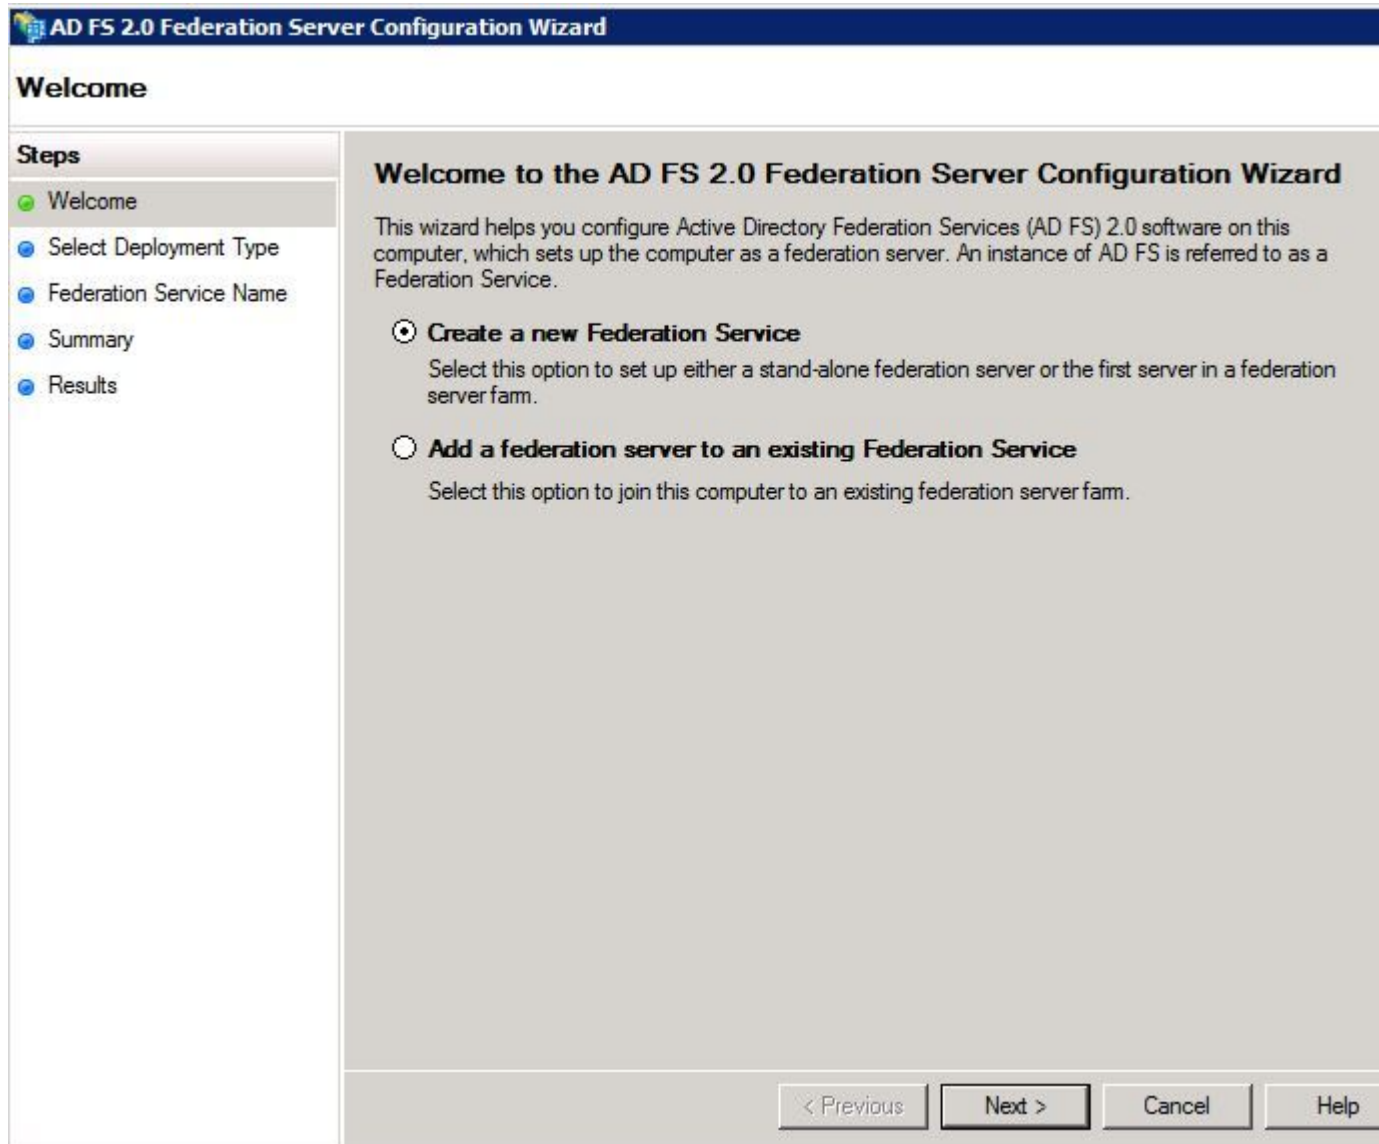 AD FS 2.0 Federation Server Configuration Wizard
Welcome
Steps
Welcome
Select Deployment Type
Federation Service Name
Summary
Results
Welcome to the AD FS 2.0 Federation Server Configuration Wizard
This wizard helps you configure Active Directory Federation Services (AD FS) 2.0 software on this
computer, which sets up the computer as a federation server. An instance of AD FS is referred to as a
Federation Service.
Create a new Federation Service
Select this option to set up either a stand-alone federation server or the first server in a federation
server farm.
Add a federation server to an existing Federation Service
Select this option to join this computer to an existing federation server farm.
< Previous
Next >
Cancel
Help